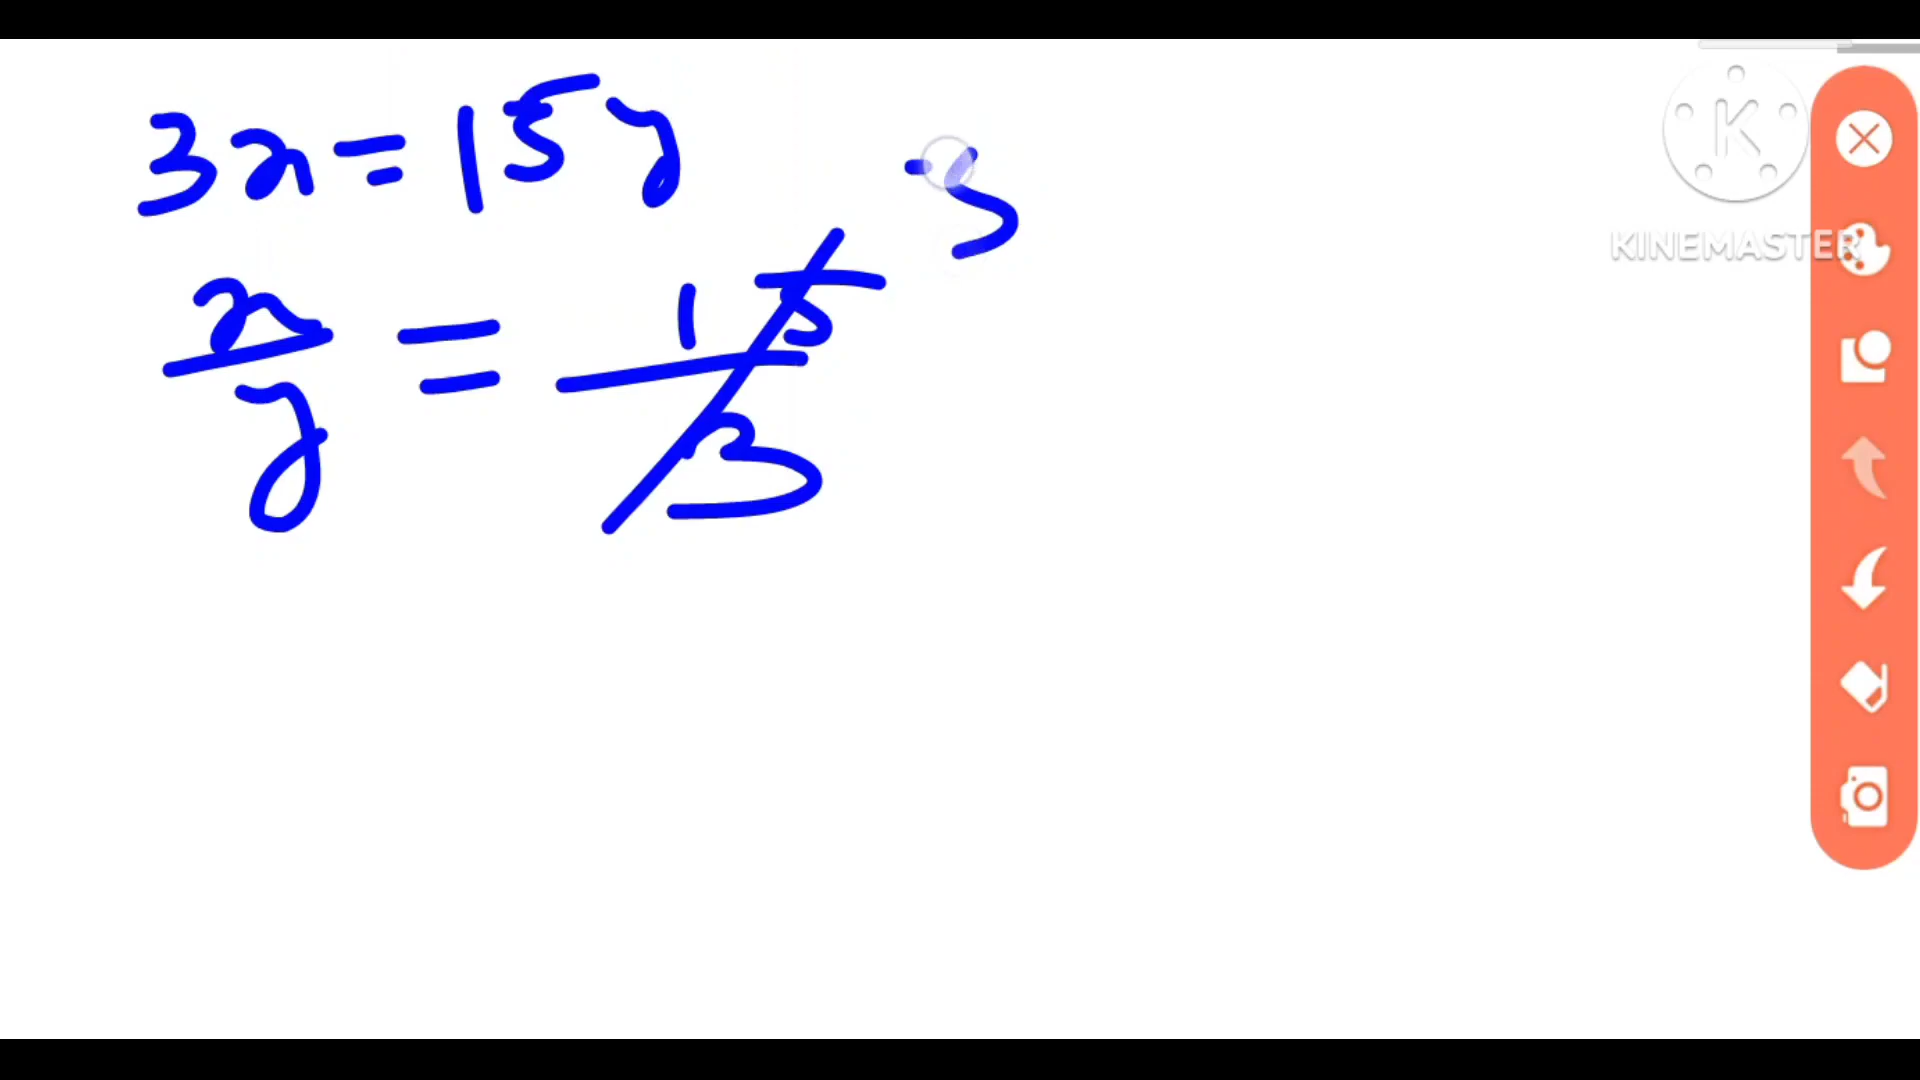 3x = 15y
x/y = 15/3 5
KINEMASTER